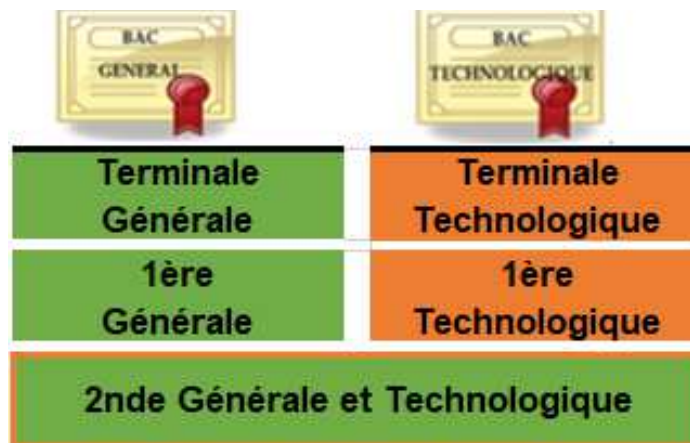 BAC
GENERAL
BAC
TECHNOLOGIQUE
Terminale
Générale
Terminale
Technologique
1ère
Générale
1ère
Technologique
2nde Générale et Technologique